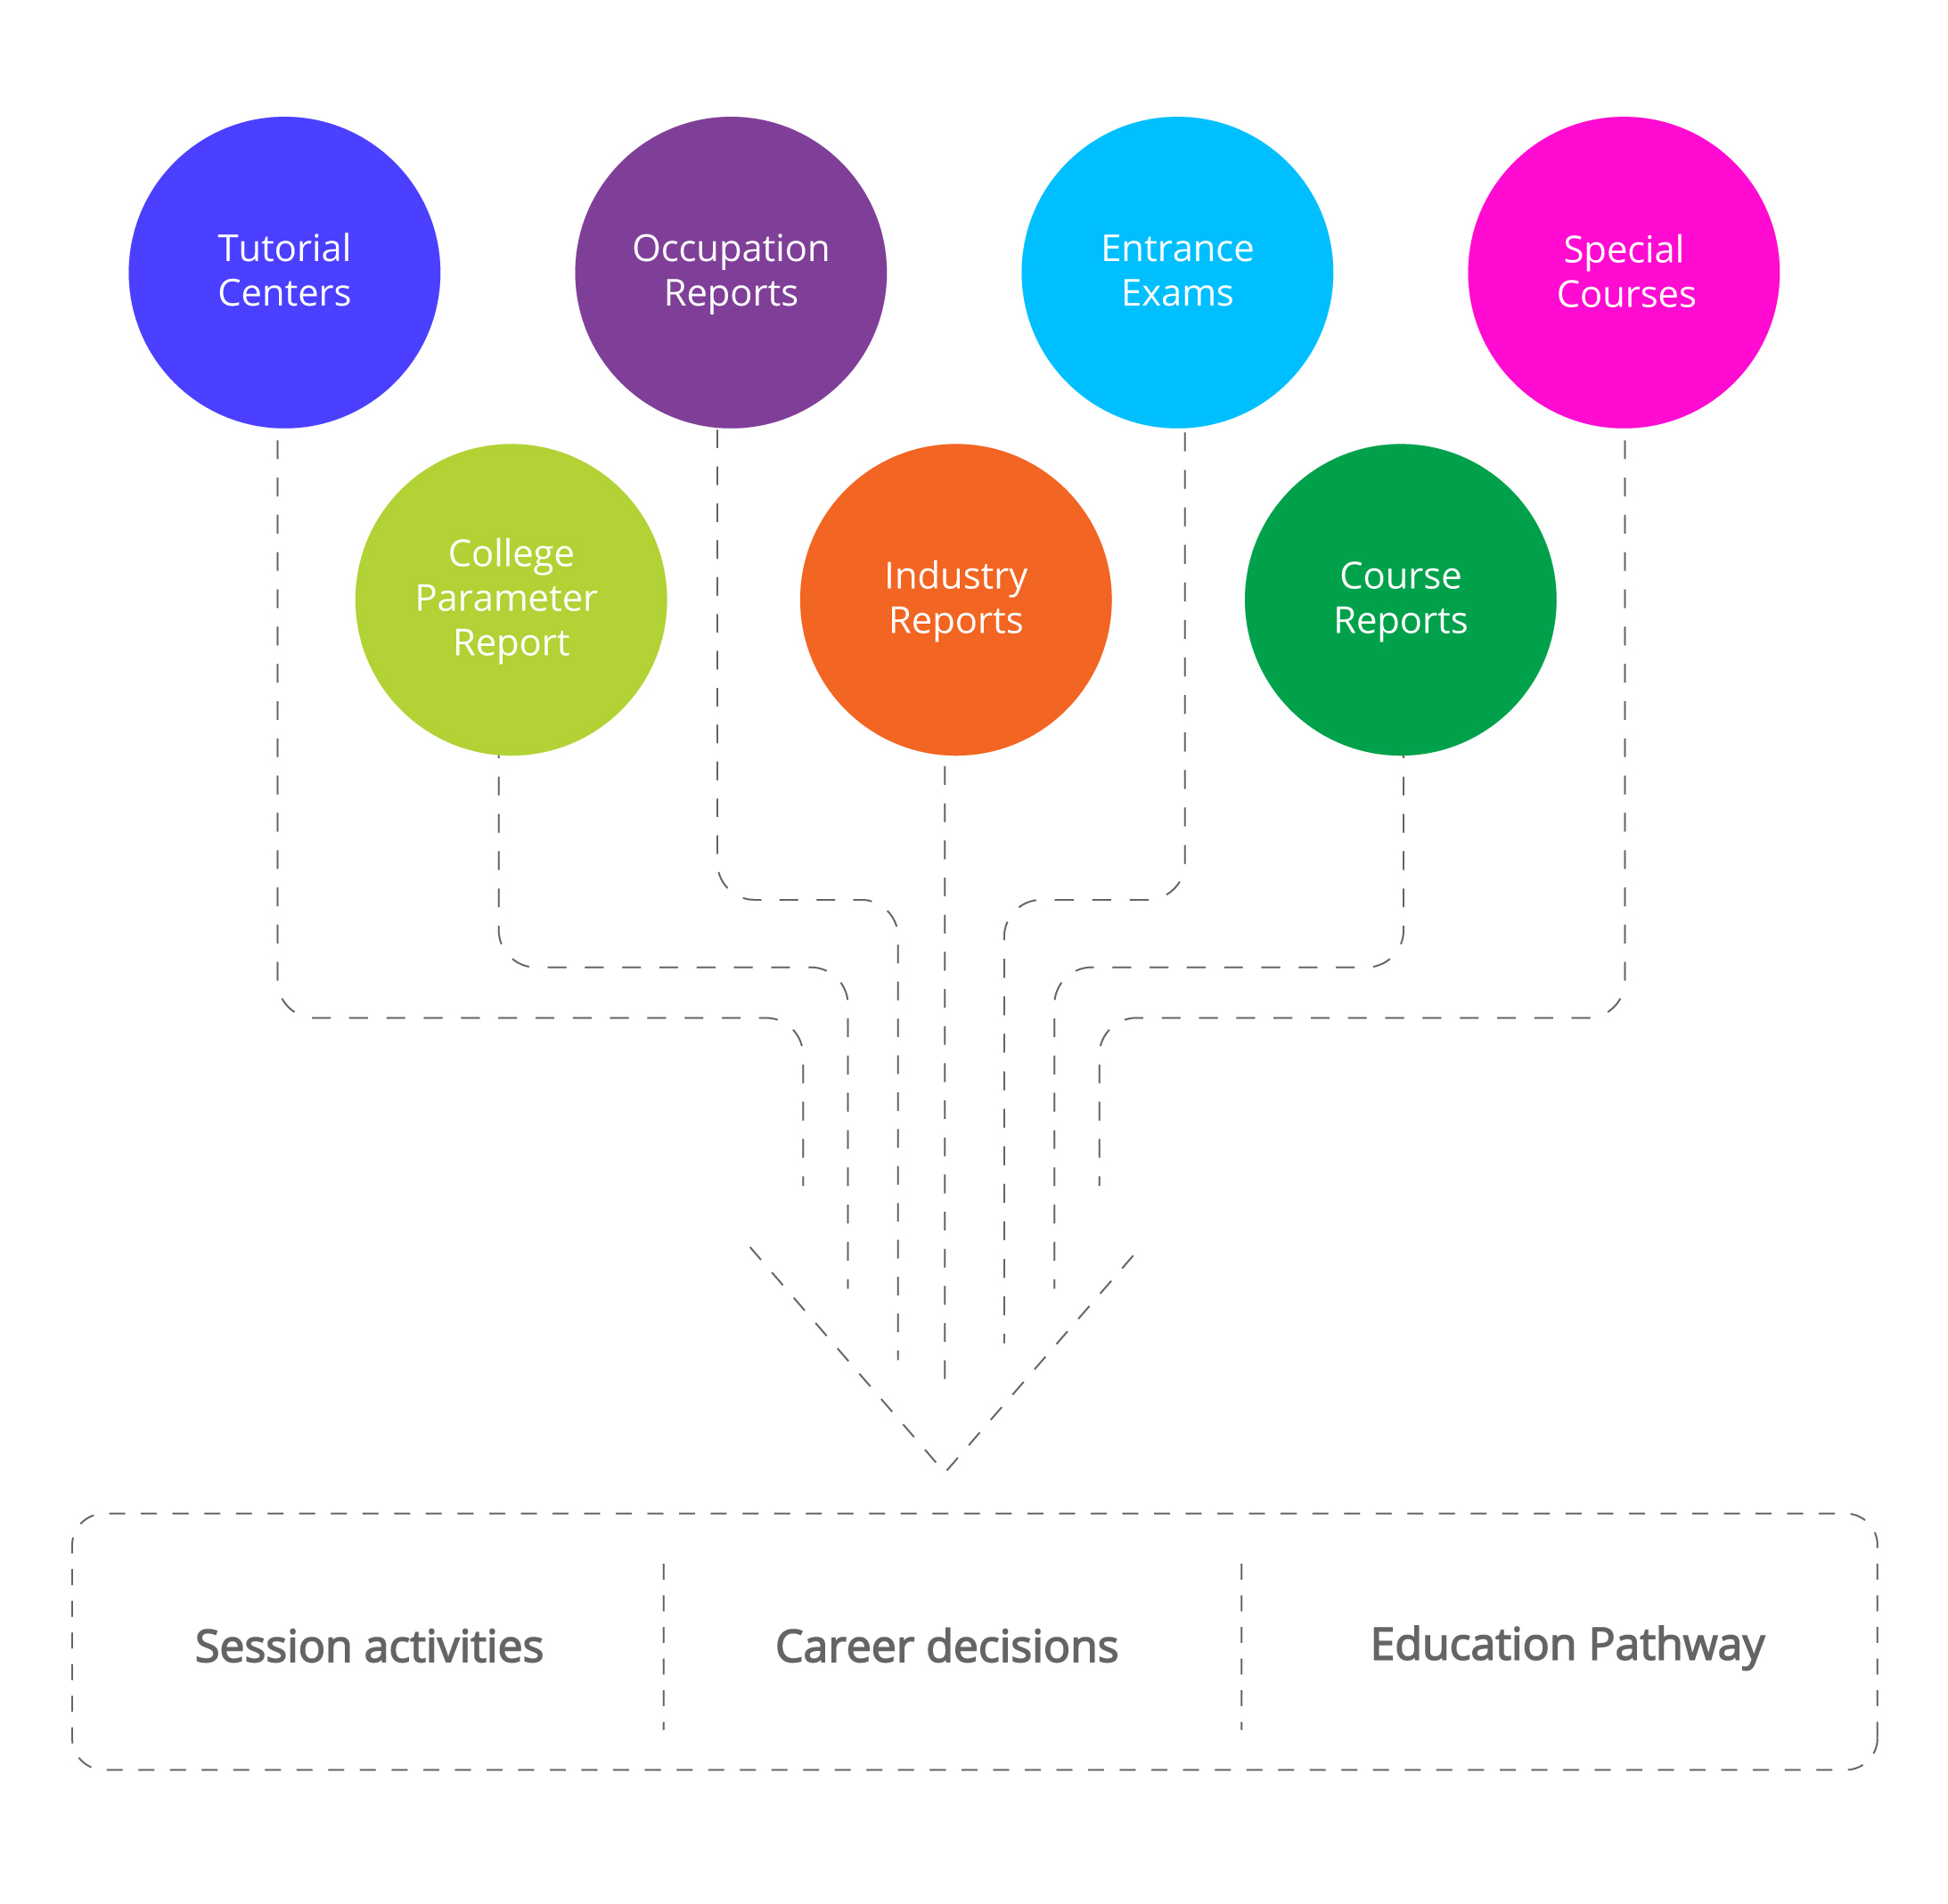 Tutorial
Centers
Occupation
Reports
Entrance
Exams
Special
Courses
College
Parameter
Report
Industry
Reports
Course
Reports
Session activities
Career decisions
Education Pathway